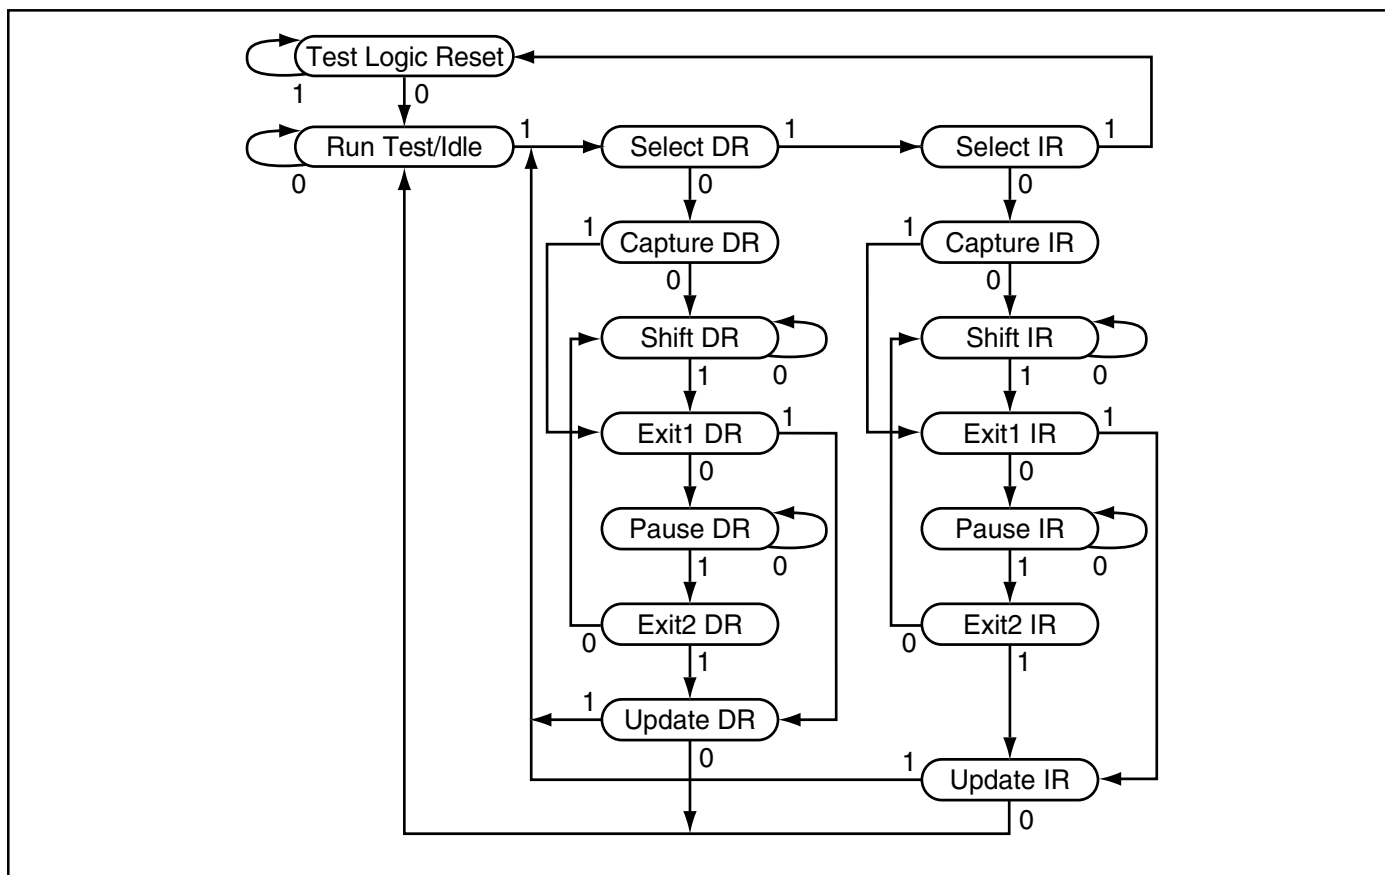 Test Logic Reset
1 0
Run Test/Idle 1 Select DR 1 Select IR 1
0 0 0
1 Capture DR 1 Capture IR
0 0
Shift DR Shift IR
1 0 1 0
Exit1 DR 1 Exit1 IR 1
0 0
Pause DR Pause IR
1 0 1 0
Exit2 DR Exit2 IR
0 1 0 1
1 Update DR
0
1 Update IR
0